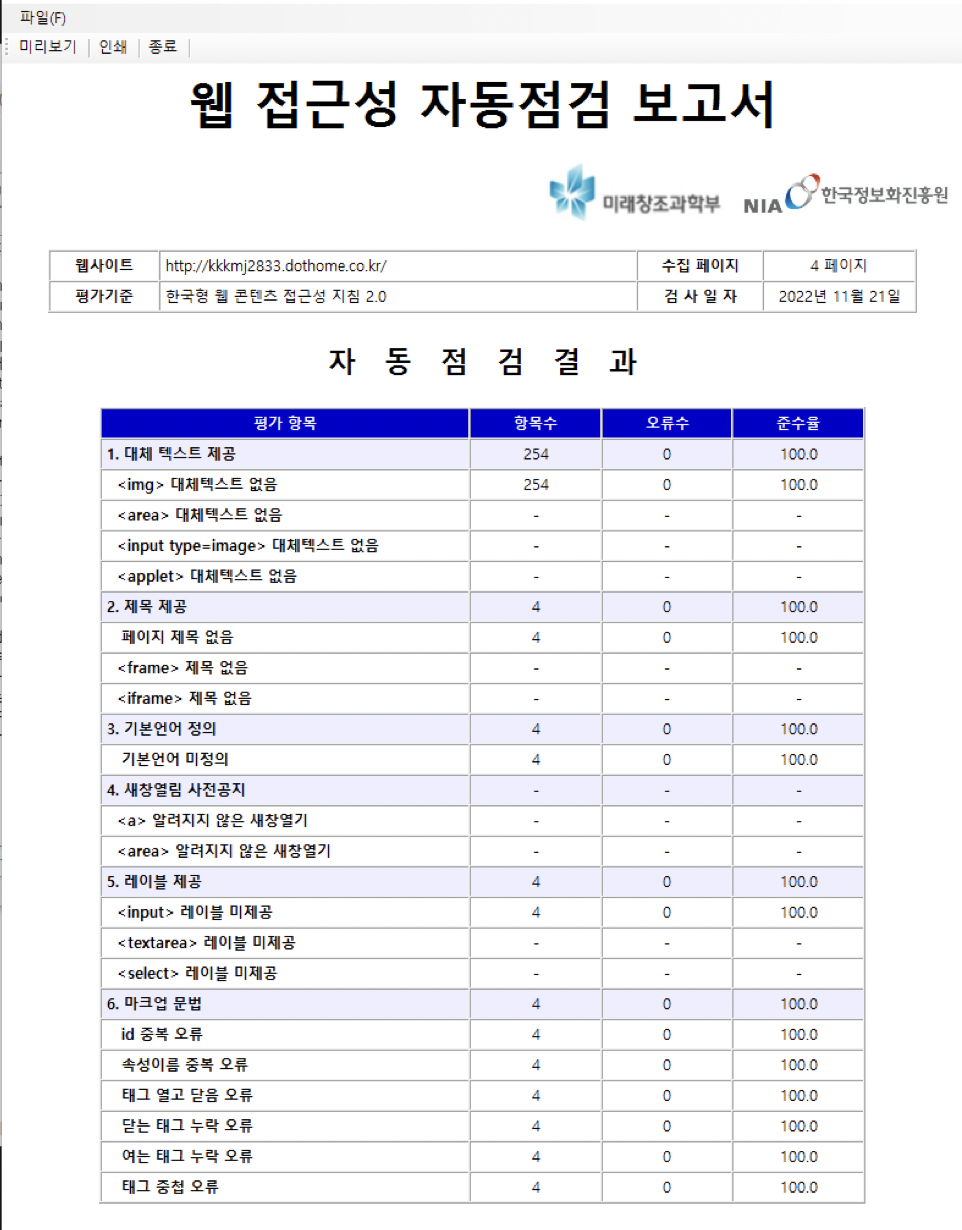 파일(F)
미리보기 인쇄 종료
웹 접근성 자동점검 보고서
미래창조과학부 NIA 한국정보화진흥원
웹사이트 http://kkkmj2833.dothome.co.kr/ 수집 페이지 4 페이지
평가기준 한국형 웹 콘텐츠 접근성 지침 2.0 검 사 일 자 2022년 11월 21일
자 동 점 검 결 과
평가 항목 항목수 오류수 준수율
1. 대체 텍스트 제공 254 0 100.0
<img> 대체텍스트 없음 254 0 100.0
<area> 대체텍스트 없음 - - -
<input type=image> 대체텍스트 없음 - - -
<applet> 대체텍스트 없음 - - -
2. 제목 제공 4 0 100.0
페이지 제목 없음 4 0 100.0
<frame> 제목 없음 - - -
<iframe> 제목 없음 - - -
3. 기본언어 정의 4 0 100.0
기본언어 미정의 4 0 100.0
4. 새창열림 사전공지 - - -
<a> 알려지지 않은 새창열기 - - -
<area> 알려지지 않은 새창열기 - - -
5. 레이블 제공 4 0 100.0
<input> 레이블 미제공 4 0 100.0
<textarea> 레이블 미제공 - - -
<select> 레이블 미제공 - - -
6. 마크업 문법 4 0 100.0
id 중복 오류 4 0 100.0
속성이름 중복 오류 4 0 100.0
태그 열고 닫음 오류 4 0 100.0
닫는 태그 누락 오류 4 0 100.0
여는 태그 누락 오류 4 0 100.0
태그 중첩 오류 4 0 100.0